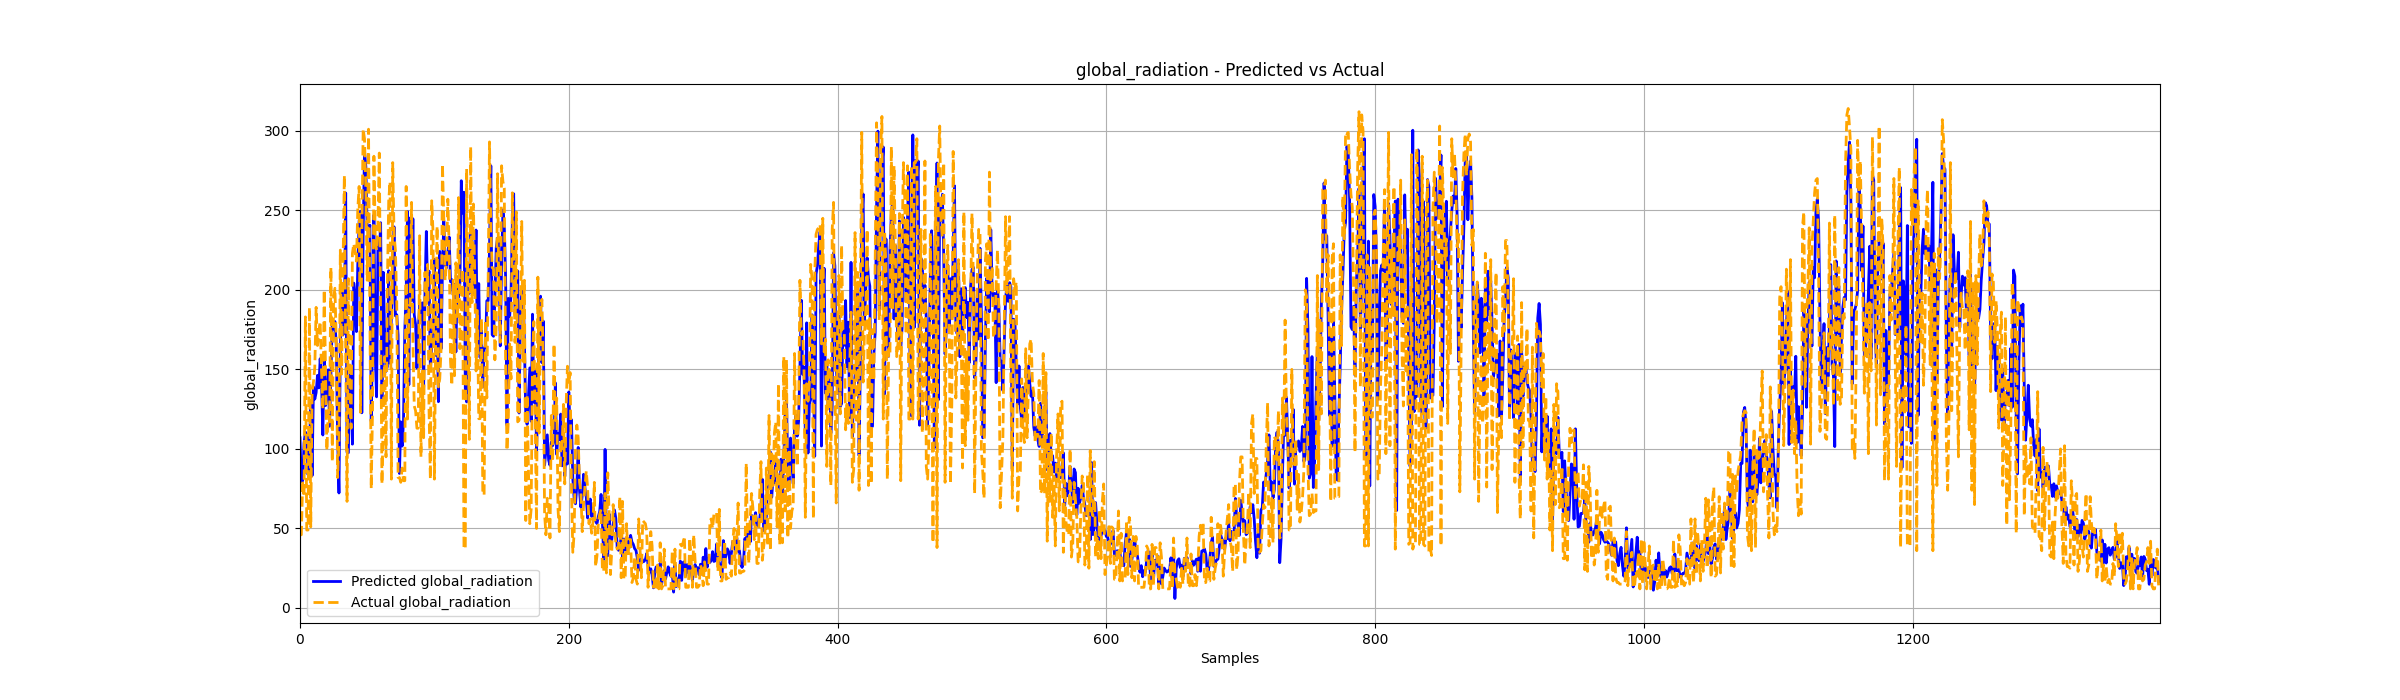 global_radiation - Predicted vs Actual
global_radiation
300
250
200
150
100
50
0
Predicted global_radiation
Actual global_radiation
0 200 400 600 800 1000 1200
Samples